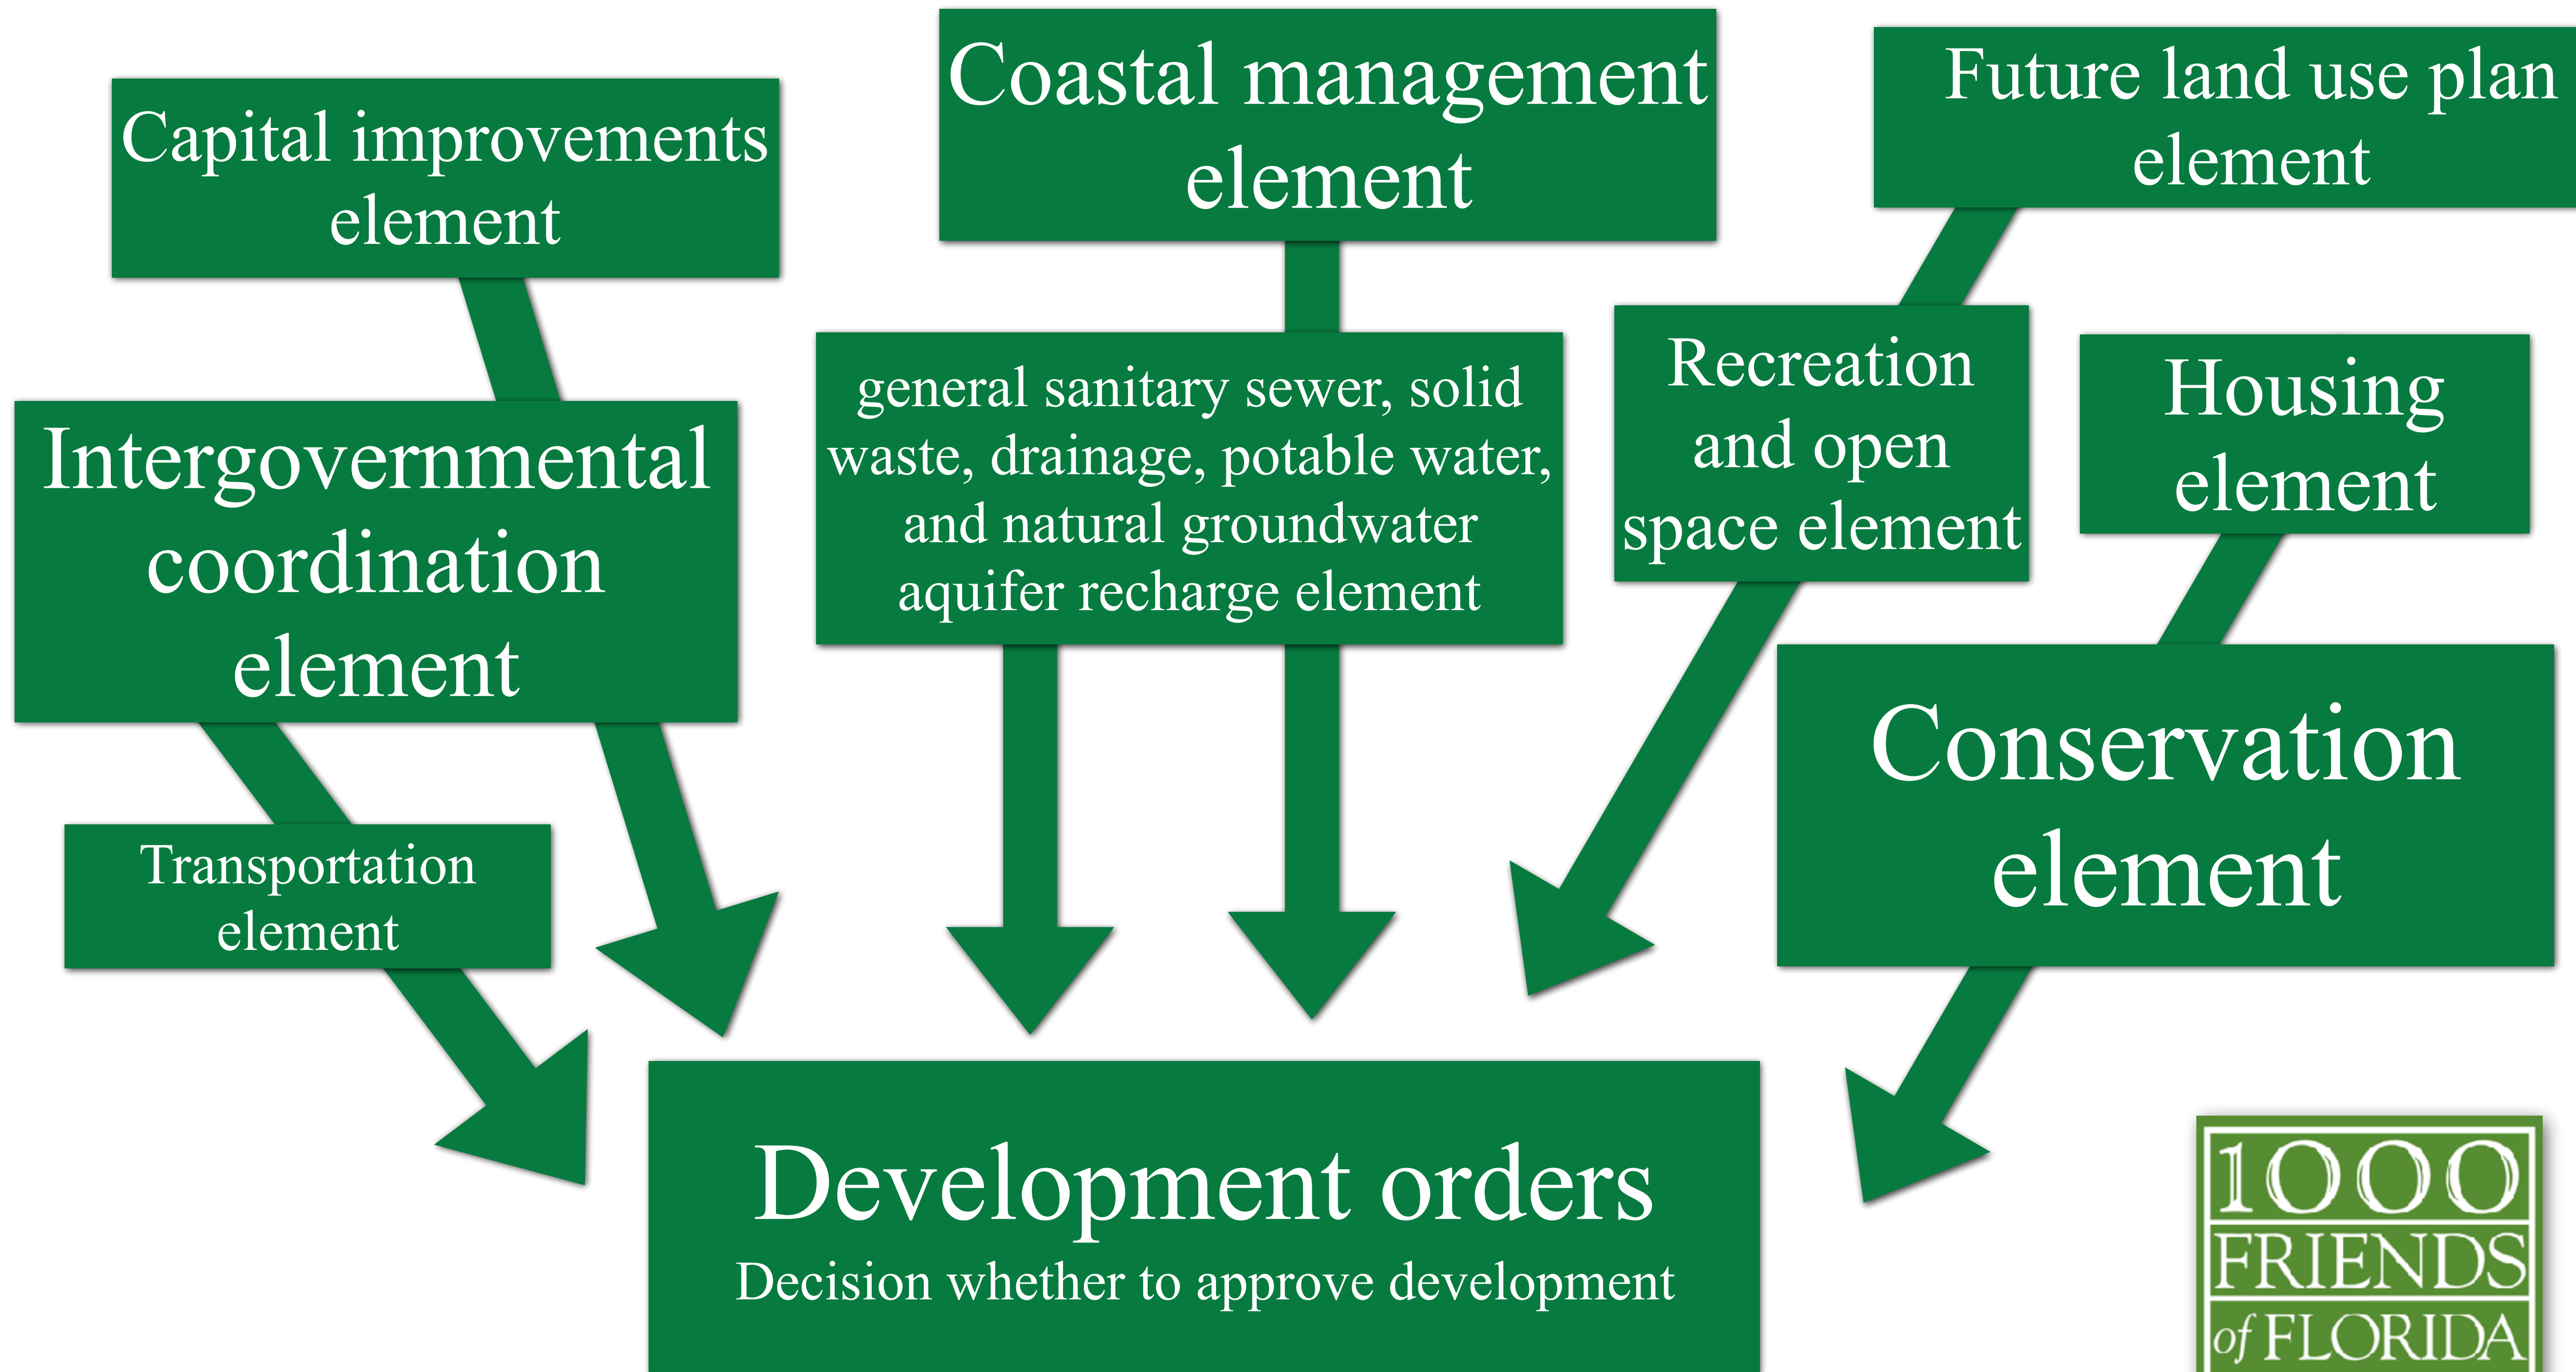 Capital improvements
element
Coastal management
element
Future land use plan
element
Intergovernmental
coordination
element
general sanitary sewer, solid
waste, drainage, potable water,
and natural groundwater
aquifer recharge element
Recreation
and open
space element
Housing
element
Transportation
element
Conservation
element
Development orders
Decision whether to approve development
1000
FRIENDS
of FLORIDA